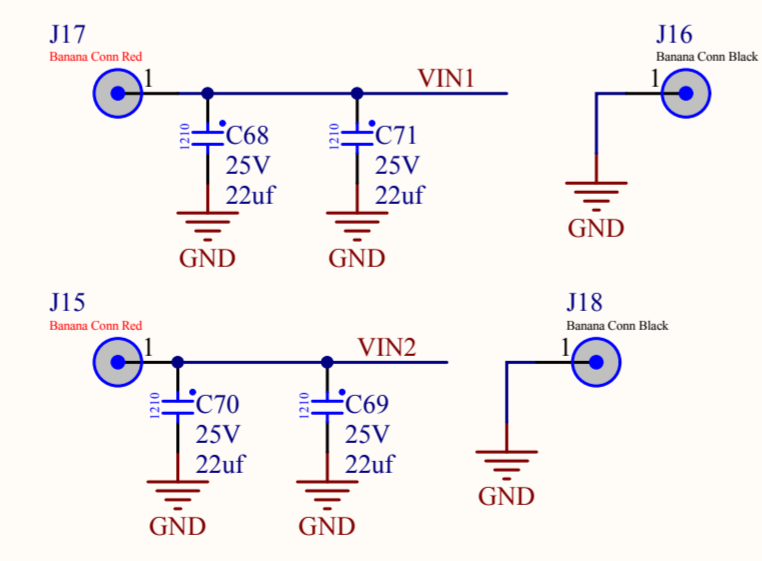 J17
Banana Conn Red
1
VIN1
1210
C68
25V
22uf
GND
1210
C71
25V
22uf
GND
J16
Banana Conn Black
1
GND
J15
Banana Conn Red
1
VIN2
1210
C70
25V
22uf
GND
1210
C69
25V
22uf
GND
J18
Banana Conn Black
1
GND